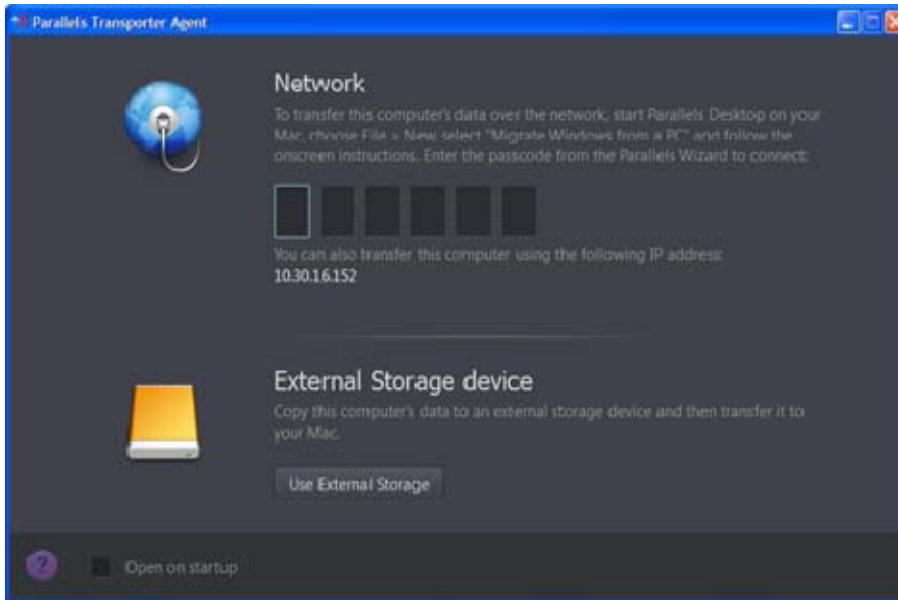 Parallels Transporter Agent
Network
To transfer this computer's data over the network, start Parallels Desktop on your
Mac, choose File > New, select "Migrate Windows from a PC" and follow the
onscreen instructions. Enter the passcode from the Parallels Wizard to connect:
You can also transfer this computer using the following IP address:
10.30.16.152
External Storage device
Copy this computer's data to an external storage device and then transfer it to
your Mac.
Use External Storage
?
Open on startup